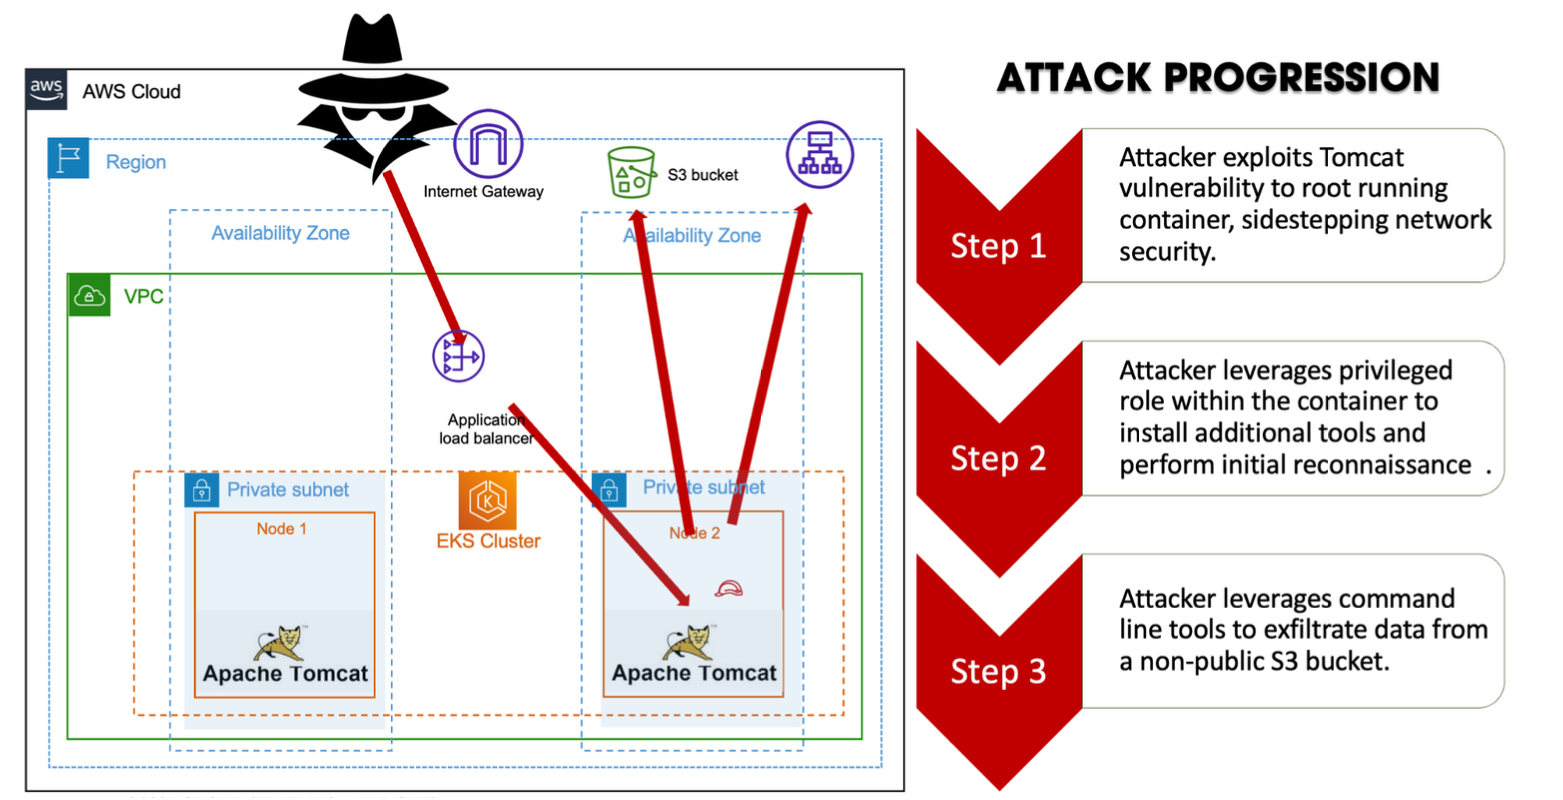 ATTACK PROGRESSION
aws
AWS Cloud
Region
Internet Gateway
S3 bucket
Availability Zone
Availability Zone
VPC
Application
load balancer
Private subnet
Private subnet
Node 1
EKS Cluster
K
Node 2
Apache Tomcat
TM
Apache Tomcat
Step 1
Attacker exploits Tomcat
vulnerability to root running
container, sidestepping network
security.
Step 2
Attacker leverages privileged
role within the container to
install additional tools and
perform initial reconnaissance .
Step 3
Attacker leverages command
line tools to exfiltrate data from
a non-public S3 bucket.